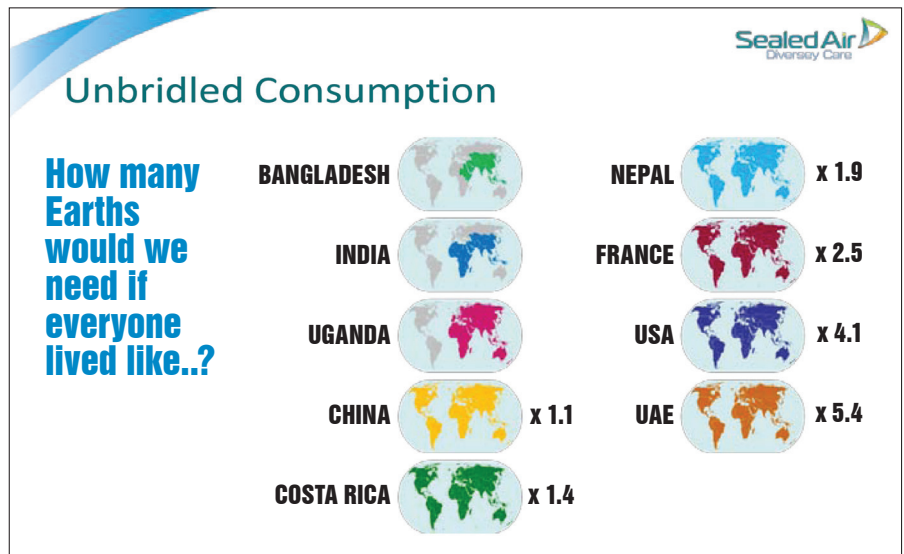 Sealed Air
Diversey Care
Unbridled Consumption
How many
Earths
would we
need if
everyone
lived like..?
BANGLADESH
INDIA
UGANDA
CHINA x 1.1
COSTA RICA x 1.4
NEPAL x 1.9
FRANCE x 2.5
USA x 4.1
UAE x 5.4